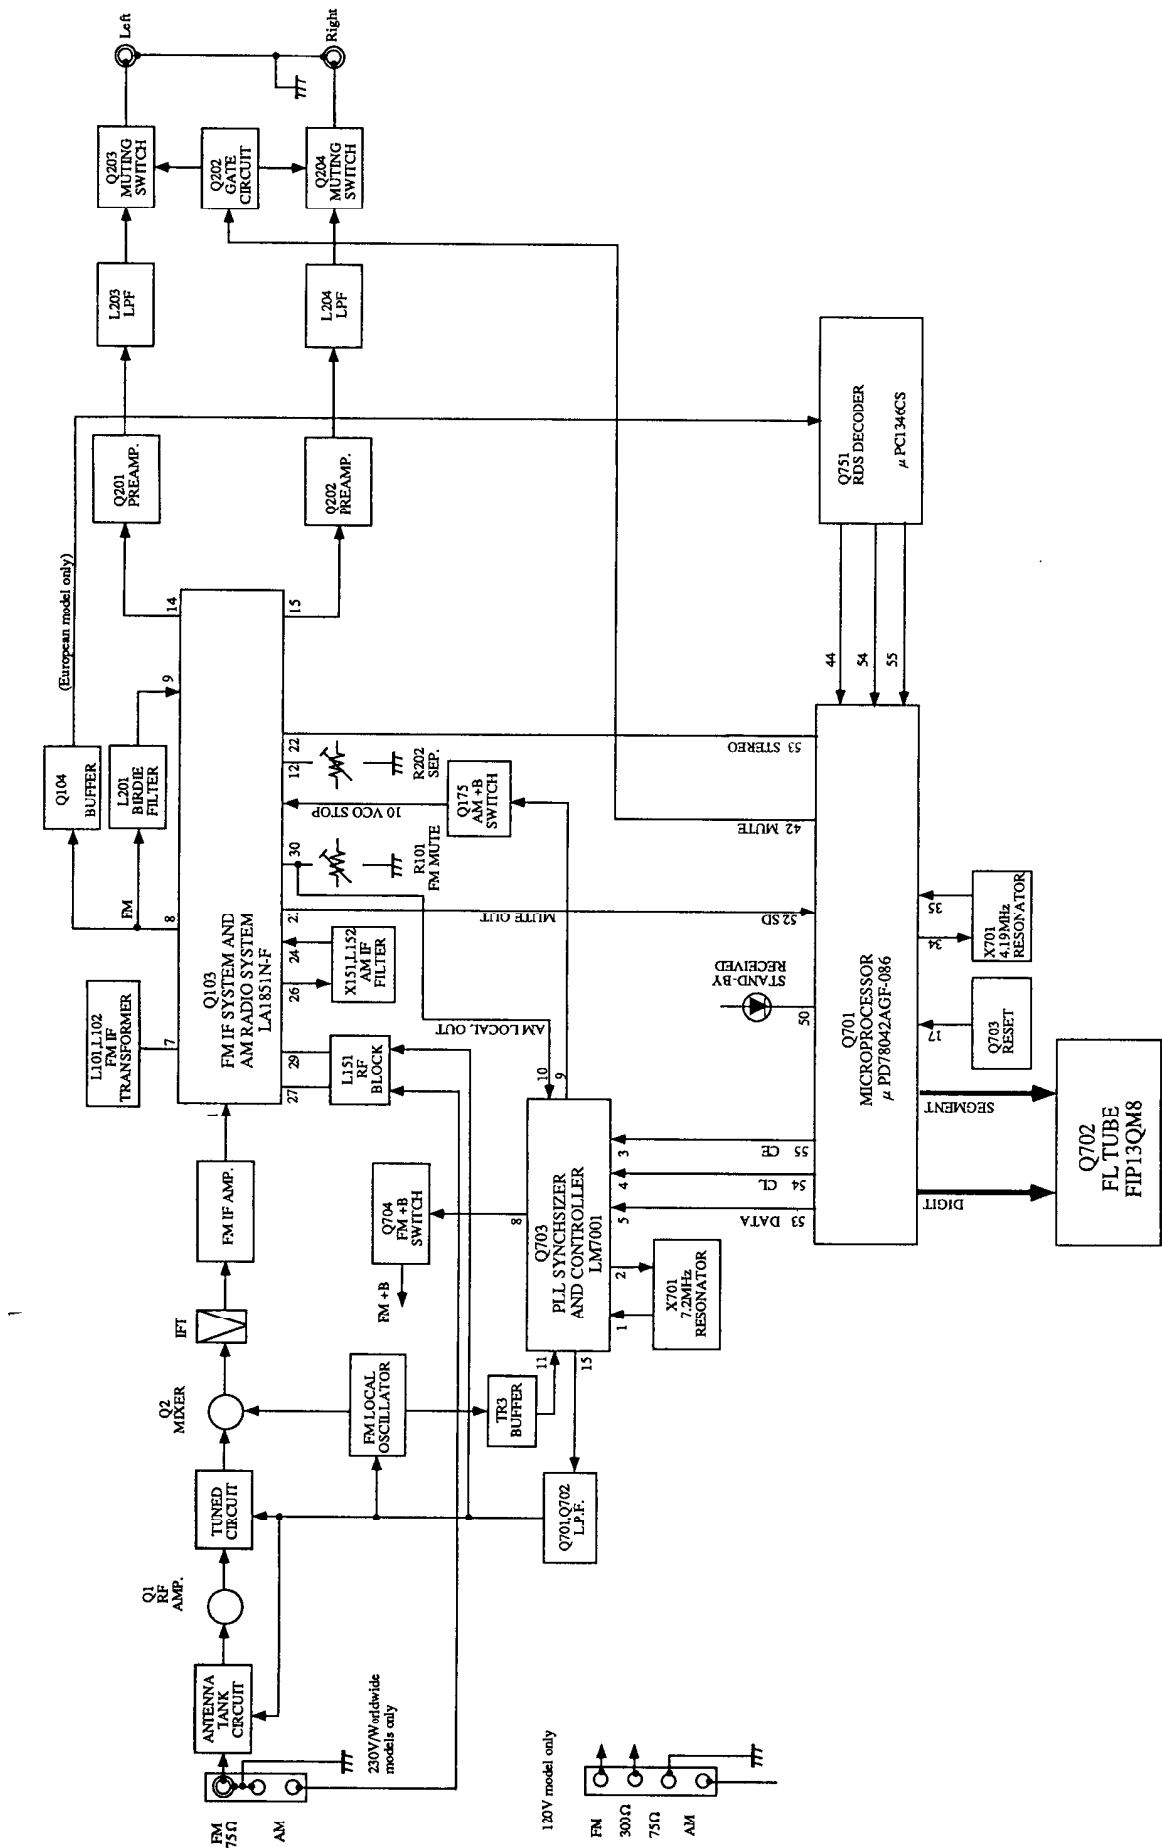 FM
75Ω
AM
230V/Worldwide
models only
ANTENNA
TANK
CIRCUIT
Q1
RF
AMP.
TUNED
CIRCUIT
Q2
MIXER
IFT
FM IF AMP.
1
L101,L102
FM IF
TRANSFORMER
7
8
FM
Q104
BUFFER
L201
BIRDIE
FILTER
9
(European model only)
14
15
Q103
FM IF SYSTEM AND
AM RADIO SYSTEM
LA1851N-F
Q201
PREAMP.
Q202
PREAMP.
L203
LPF
L204
LPF
Q203
MUTING
SWITCH
Q202
GATE
CIRCUIT
Q204
MUTING
SWITCH
Left
Right
27
29
L151 RF
BLOCK
26
24
X151,L152
AM IF
FILTER
MUTE OUT
30
R101
FM MUTE
10 VCO STOP
12
22
R202
SEP.
Q175
AM +B
SWITCH
AM LOCAL OUT
FM LOCAL
OSCILLATOR
TR3
BUFFER
Q701,Q702
L.P.F.
Q704
FM +B
SWITCH
FM +B
8
10
9
11
15
Q703
PLL SYNCHSIZER
AND CONTROLLER
LM7001
1
2
X701
7.2MHz
RESONATOR
5
4
3
53 DATA
54 CL
55 CE
STAND-BY
RECEIVED
50
52 SD
42 MUTE
53 STEREO
Q701
MICROPROCESSOR
μPD78042AGF-086
44
54
55
Q751
RDS DECODER
μPC1346CS
DIGIT
SEGMENT
17
Q703
RESET
34
35
X701
4.19MHz
RESONATOR
Q702
FL TUBE
FIP13QM8
120V model only
300Ω
75Ω
AM